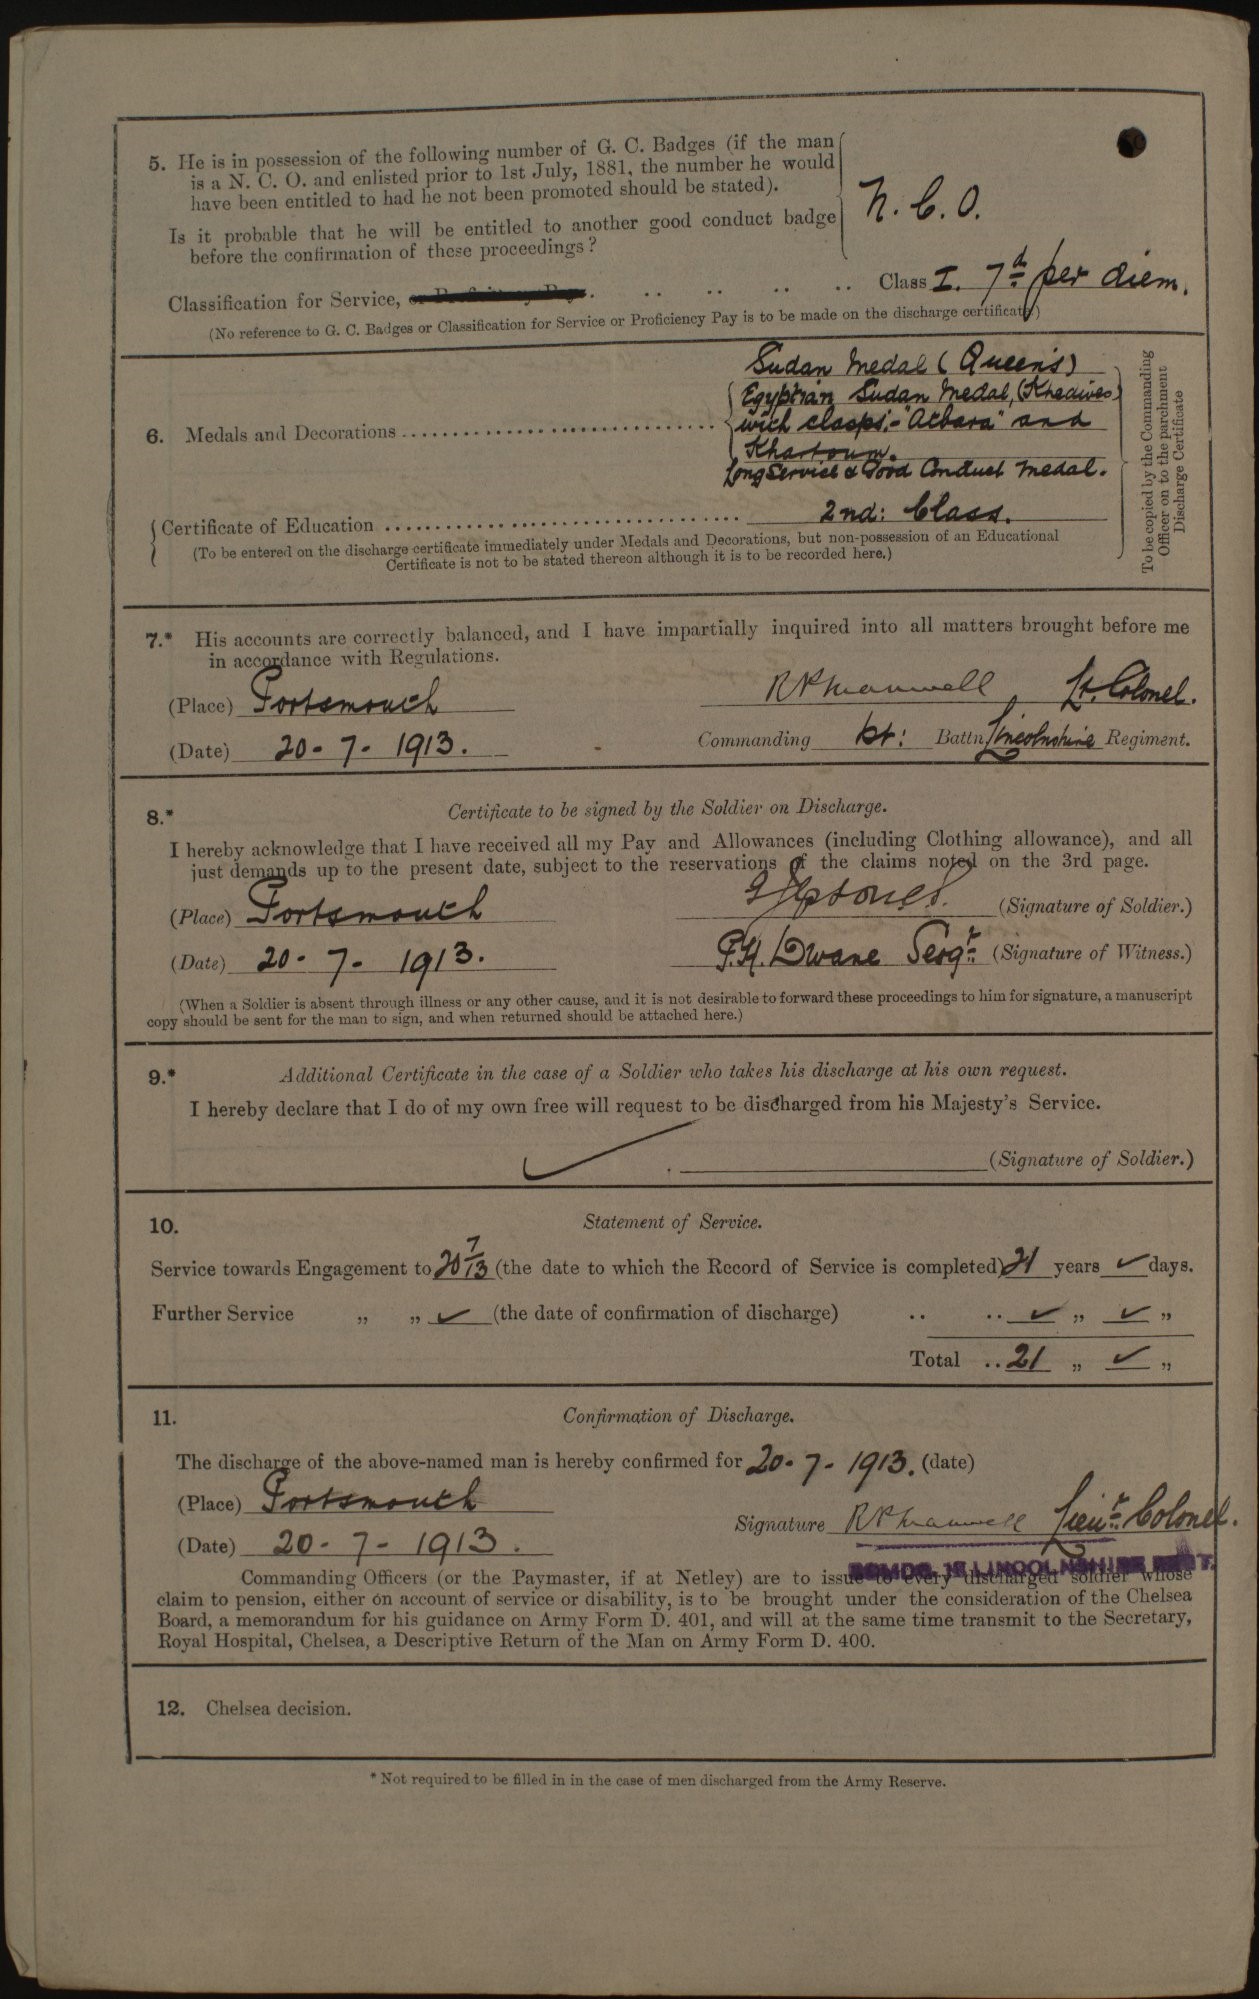 5. He is in possession of the following number of G. C. Badges (if the man
is a N. C. O. and enlisted prior to 1st July, 1881, the number he would
have been entitled to had he not been promoted should be stated).
N. C. O.
Is it probable that he will be entitled to another good conduct badge
before the confirmation of these proceedings?
Classification for Service, or Proficiency Pay. .. .. .. .. Class I. 7d per diem.
(No reference to G. C. Badges or Classification for Service or Proficiency Pay is to be made on the discharge certificate.)
Sudan Medal (Queen's)
Egyptian Sudan Medal, (Khedives)
6. Medals and Decorations with clasps:- "Atbara" and
Khartoum.
Long Service & Good Conduct Medal.
Certificate of Education 2nd: Class.
(To be entered on the discharge certificate immediately under Medals and Decorations, but non-possession of an Educational
Certificate is not to be stated thereon although it is to be recorded here.)
To be copied by the Commanding
Officer on to the parchment
Discharge Certificate
7.* His accounts are correctly balanced, and I have impartially inquired into all matters brought before me
in accordance with Regulations.
(Place) Portsmouth Lt. Colonel.
(Date) 20-7-1913. Commanding 1st: Battn Lincolnshire Regiment.
8.* Certificate to be signed by the Soldier on Discharge.
I hereby acknowledge that I have received all my Pay and Allowances (including Clothing allowance), and all
just demands up to the present date, subject to the reservations of the claims noted on the 3rd page.
(Place) Portsmouth (Signature of Soldier.)
(Date) 20-7-1913. P.H. Dwane Sergt (Signature of Witness.)
(When a Soldier is absent through illness or any other cause, and it is not desirable to forward these proceedings to him for signature, a manuscript
copy should be sent for the man to sign, and when returned should be attached here.)
9.* Additional Certificate in the case of a Soldier who takes his discharge at his own request.
I hereby declare that I do of my own free will request to be discharged from his Majesty's Service.
(Signature of Soldier.)
10. Statement of Service.
Service towards Engagement to 20 7/13 (the date to which the Record of Service is completed) 21 years ✓ days.
Further Service „ „ ✓ (the date of confirmation of discharge) .. .. ✓ „ ✓ „
Total .. 21 „ ✓ „
11. Confirmation of Discharge.
The discharge of the above-named man is hereby confirmed for 20-7-1913. (date)
(Place) Portsmouth
Signature Lieut. Colonel.
(Date) 20-7-1913.
COMDG. 1ST LINCOLNSHIRE REGT.
Commanding Officers (or the Paymaster, if at Netley) are to issue to every discharged soldier whose
claim to pension, either on account of service or disability, is to be brought under the consideration of the Chelsea
Board, a memorandum for his guidance on Army Form D. 401, and will at the same time transmit to the Secretary,
Royal Hospital, Chelsea, a Descriptive Return of the Man on Army Form D. 400.
12. Chelsea decision.
* Not required to be filled in in the case of men discharged from the Army Reserve.